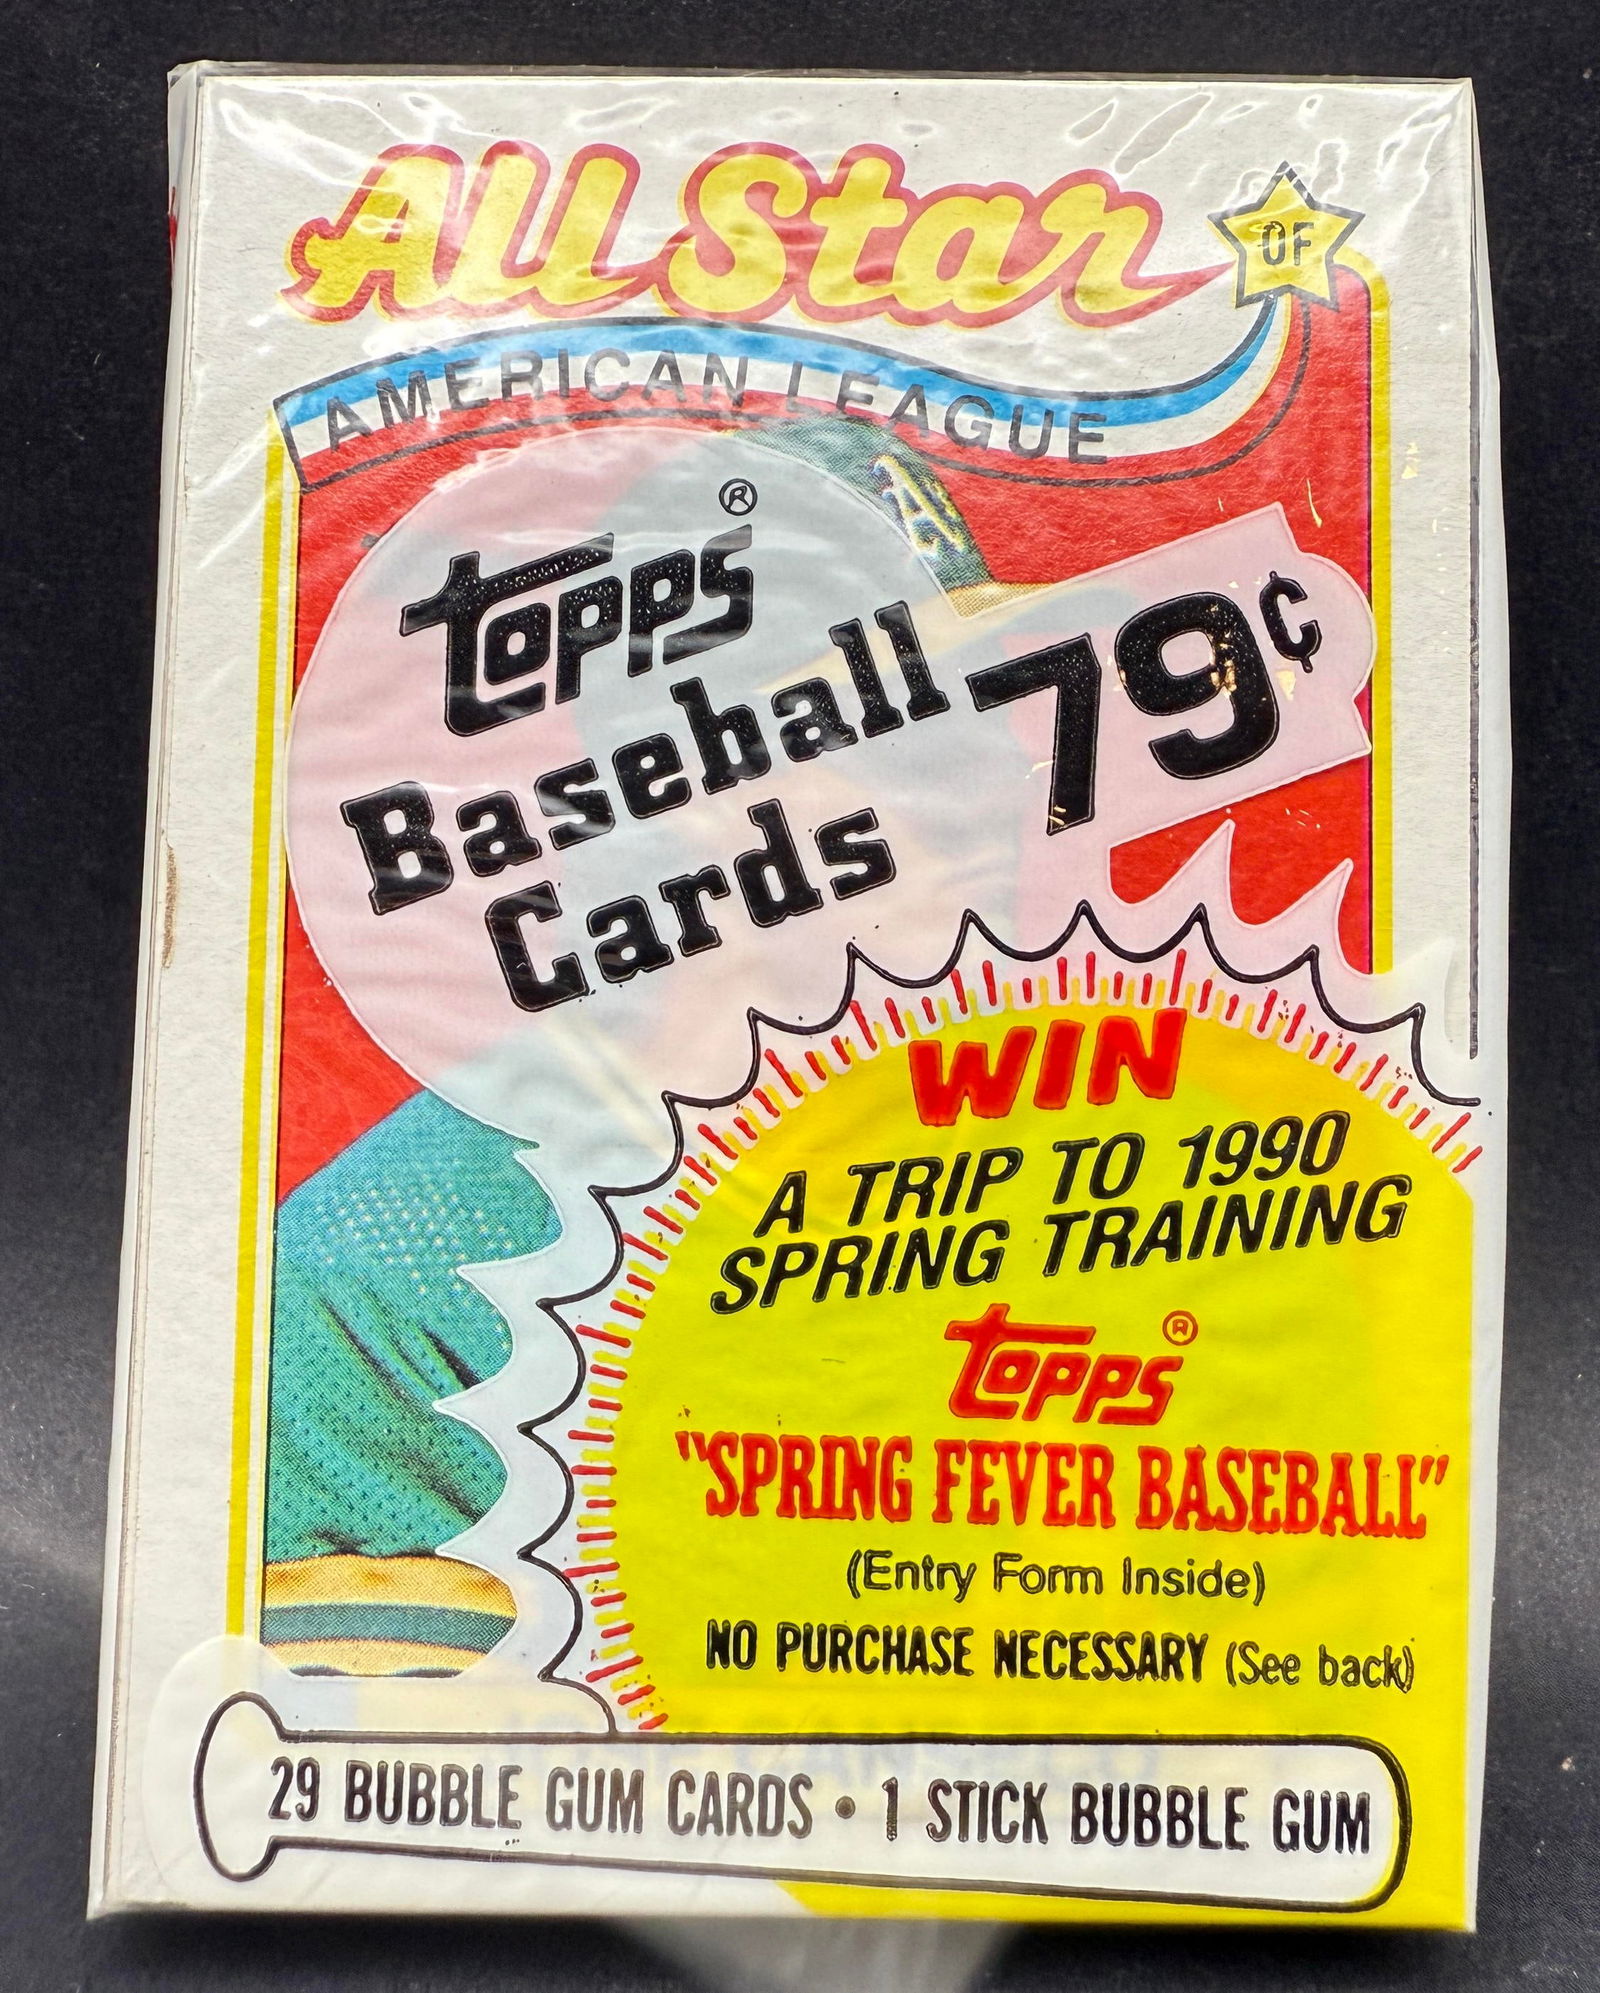 All Star
OF
AMERICAN LEAGUE
A's
topps®
Baseball
Cards
79¢
WIN
A TRIP TO 1990
SPRING TRAINING
topps®
"SPRING FEVER BASEBALL"
(Entry Form Inside)
NO PURCHASE NECESSARY (See back)
29 BUBBLE GUM CARDS • 1 STICK BUBBLE GUM